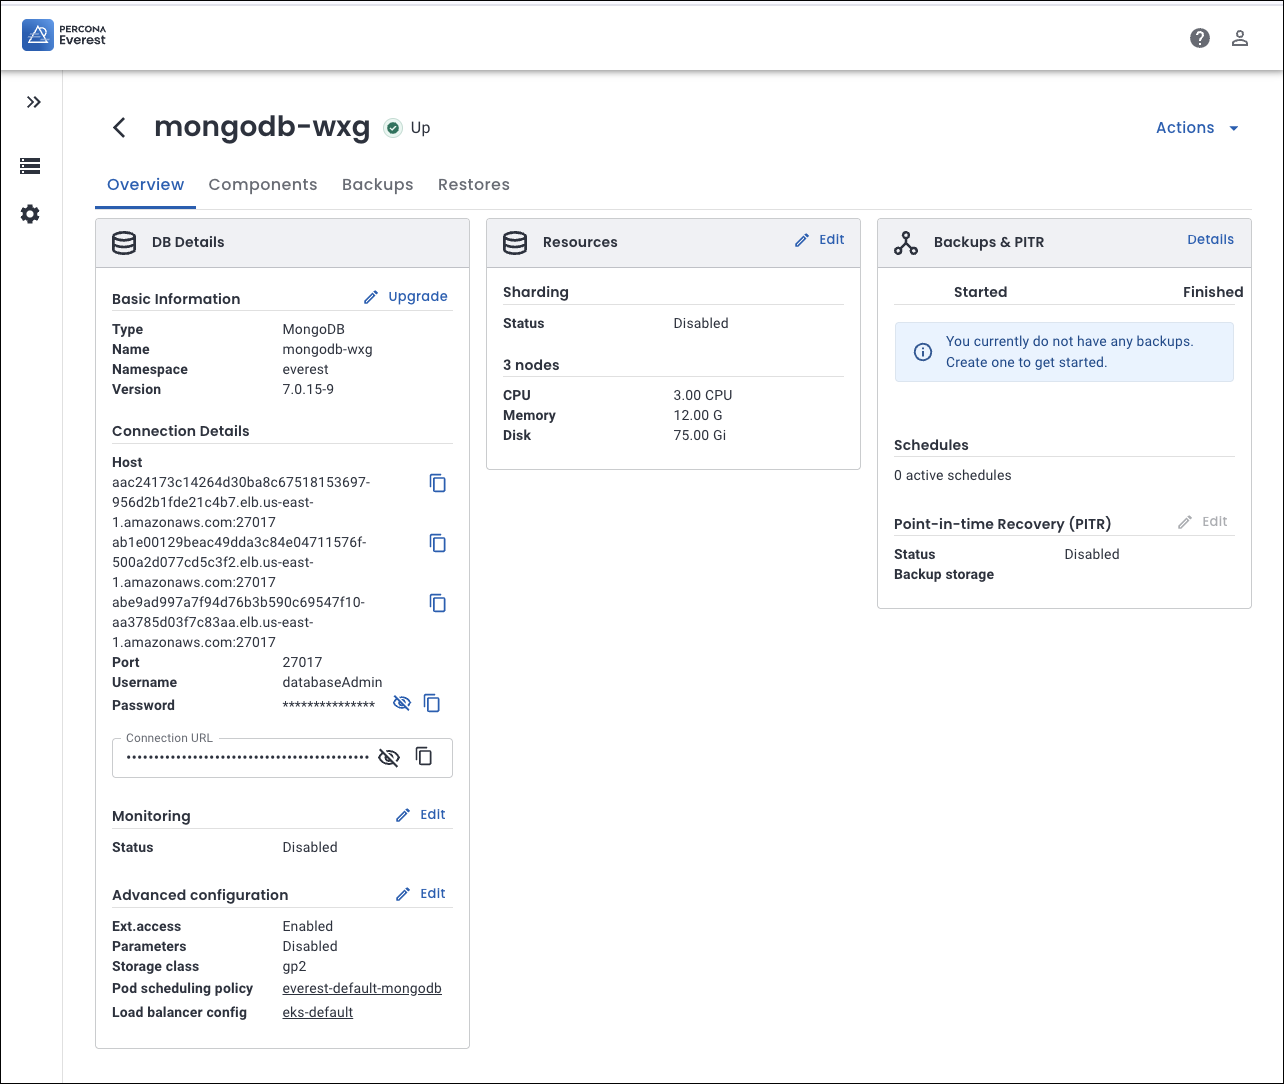 PERCONA
Everest
mongodb-wxg
Up
Actions
Overview
Components
Backups
Restores
DB Details
Basic Information
Upgrade
Type MongoDB
Name mongodb-wxg
Namespace everest
Version 7.0.15-9
Connection Details
Host
aac24173c14264d30ba8c67518153697-
956d2b1fde21c4b7.elb.us-east-
1.amazonaws.com:27017
ab1e00129beac49dda3c84e04711576f-
500a2d077cd5c3f2.elb.us-east-
1.amazonaws.com:27017
abe9ad997a7f94d76b3b590c69547f10-
aa3785d03f7c83aa.elb.us-east-
1.amazonaws.com:27017
Port 27017
Username databaseAdmin
Password ***************
Connection URL
••••••••••••••••••••••••••••••••••••••••••••
Monitoring
Edit
Status Disabled
Advanced configuration
Edit
Ext.access Enabled
Parameters Disabled
Storage class gp2
Pod scheduling policy everest-default-mongodb
Load balancer config eks-default
Resources
Edit
Sharding
Status Disabled
3 nodes
CPU 3.00 CPU
Memory 12.00 G
Disk 75.00 Gi
Backups & PITR
Details
Started Finished
You currently do not have any backups.
Create one to get started.
Schedules
0 active schedules
Point-in-time Recovery (PITR)
Edit
Status Disabled
Backup storage